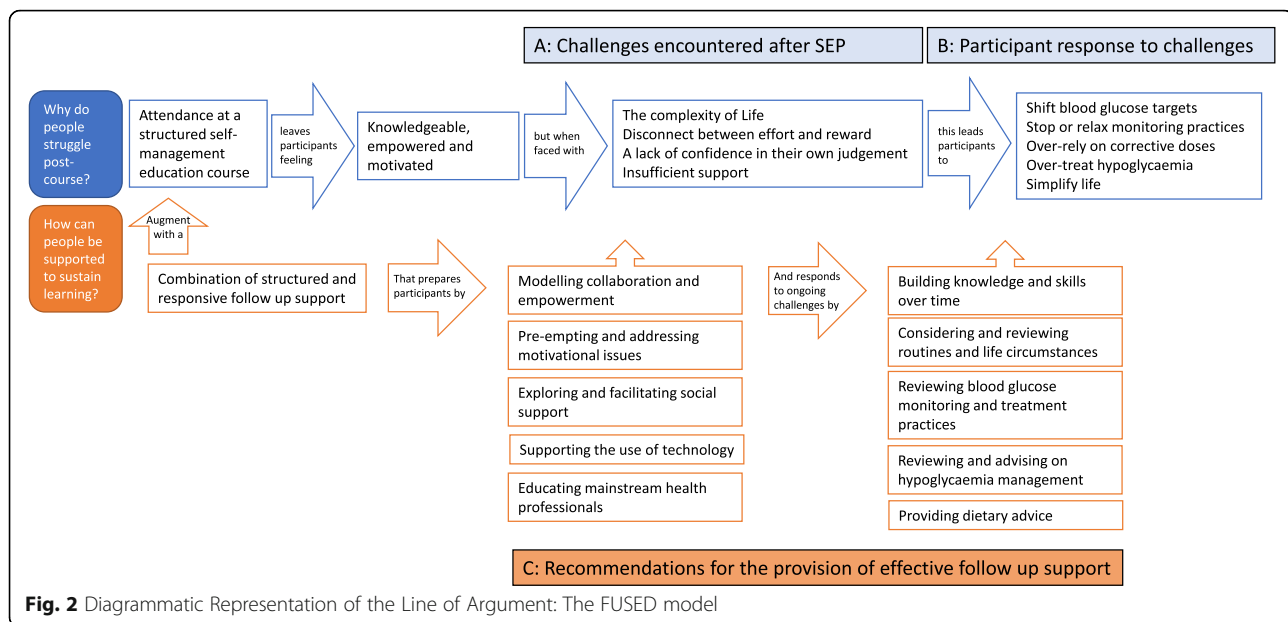 A: Challenges encountered after SEP
B: Participant response to challenges
Why do
people
struggle
post-
course?
Attendance at a
structured self-
management
education course
leaves
participants
feeling
Knowledgeable,
empowered and
motivated
but when
faced with
The complexity of Life
Disconnect between effort and reward
A lack of confidence in their own judgement
Insufficient support
this leads
participants
to
Shift blood glucose targets
Stop or relax monitoring practices
Over-rely on corrective doses
Over-treat hypoglycaemia
Simplify life
How can
people be
supported
to sustain
learning?
Augment
with a
Combination of structured and
responsive follow up support
That prepares
participants by
Modelling collaboration and
empowerment
Pre-empting and addressing
motivational issues
Exploring and facilitating social
support
Supporting the use of technology
Educating mainstream health
professionals
And responds
to ongoing
challenges by
Building knowledge and skills
over time
Considering and reviewing
routines and life circumstances
Reviewing blood glucose
monitoring and treatment
practices
Reviewing and advising on
hypoglycaemia management
Providing dietary advice
C: Recommendations for the provision of effective follow up support
Fig. 2 Diagrammatic Representation of the Line of Argument: The FUSED model